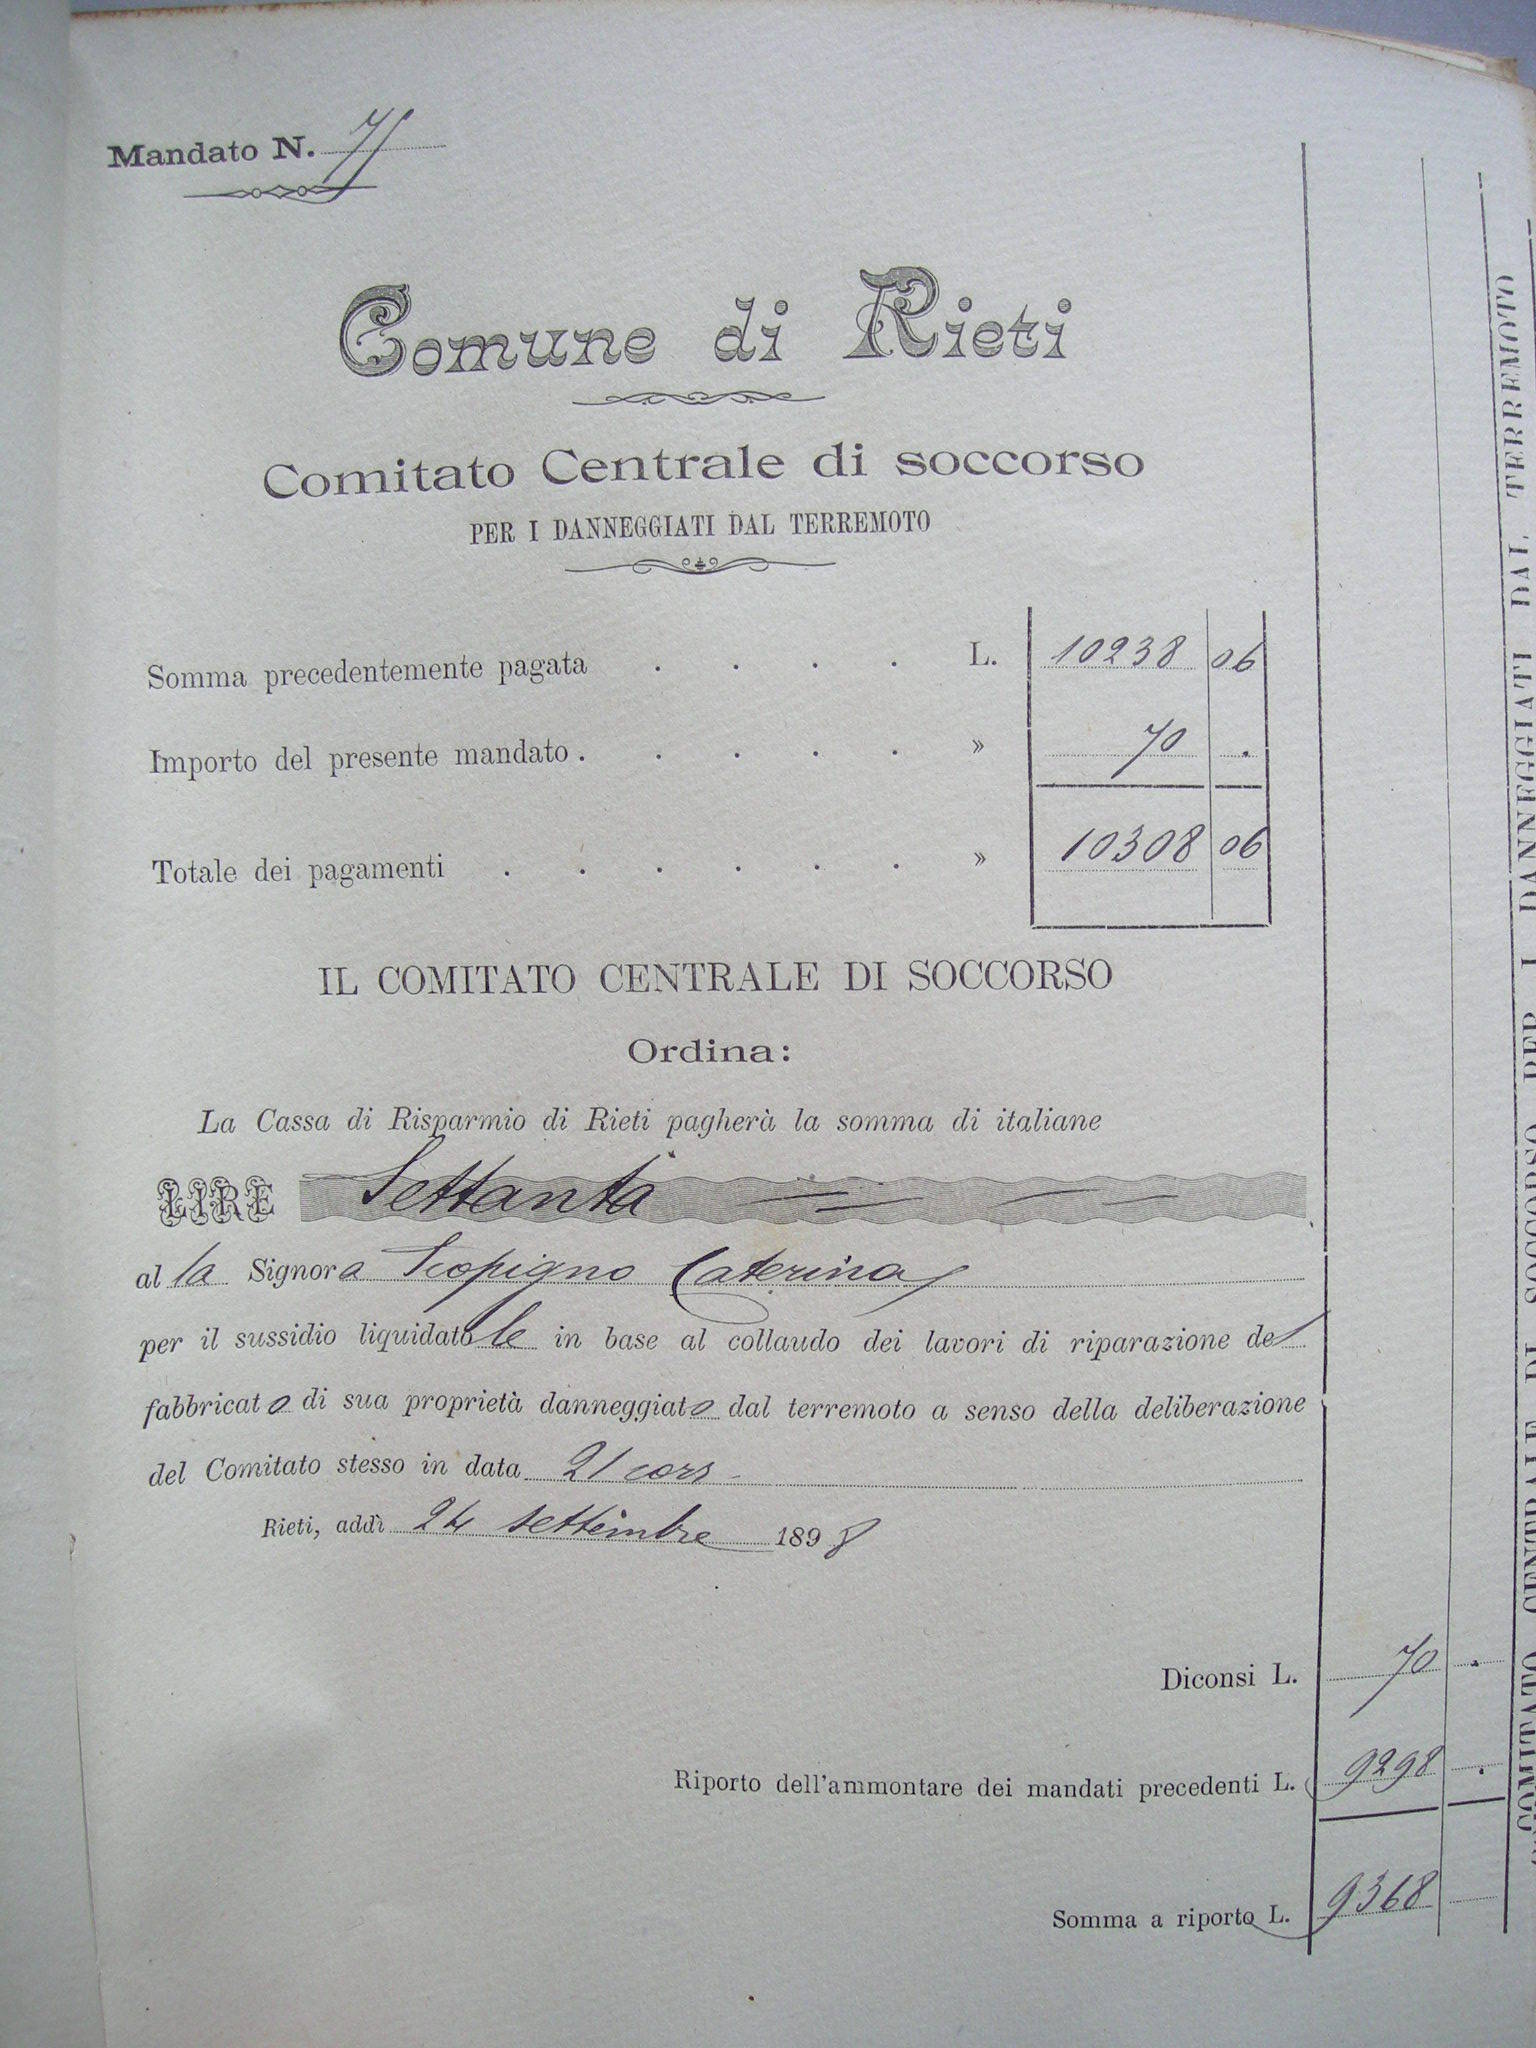 Mandato N. 71
Comune di Rieti
Comitato Centrale di soccorso
PER I DANNEGGIATI DAL TERREMOTO
Somma precedentemente pagata . . . . L. 10238 06
Importo del presente mandato . . . . . » 70 .
Totale dei pagamenti . . . . . . » 10308 06
IL COMITATO CENTRALE DI SOCCORSO
Ordina:
La Cassa di Risparmio di Rieti pagherà la somma di italiane
LIRE Settanta
al la Signora Scopigno Caterina
per il sussidio liquidatole in base al collaudo dei lavori di riparazione del
fabbricato di sua proprietà danneggiato dal terremoto a senso della deliberazione
del Comitato stesso in data 21 cors
Rieti, addì 24 settembre 1898
Diconsi L. 70 .
Riporto dell'ammontare dei mandati precedenti L. 9298 .
Somma a riporto L. 9368
COMITATO GENERALE DI SOCCORSO PER I DANNEGGIATI DAL TERREMOTO